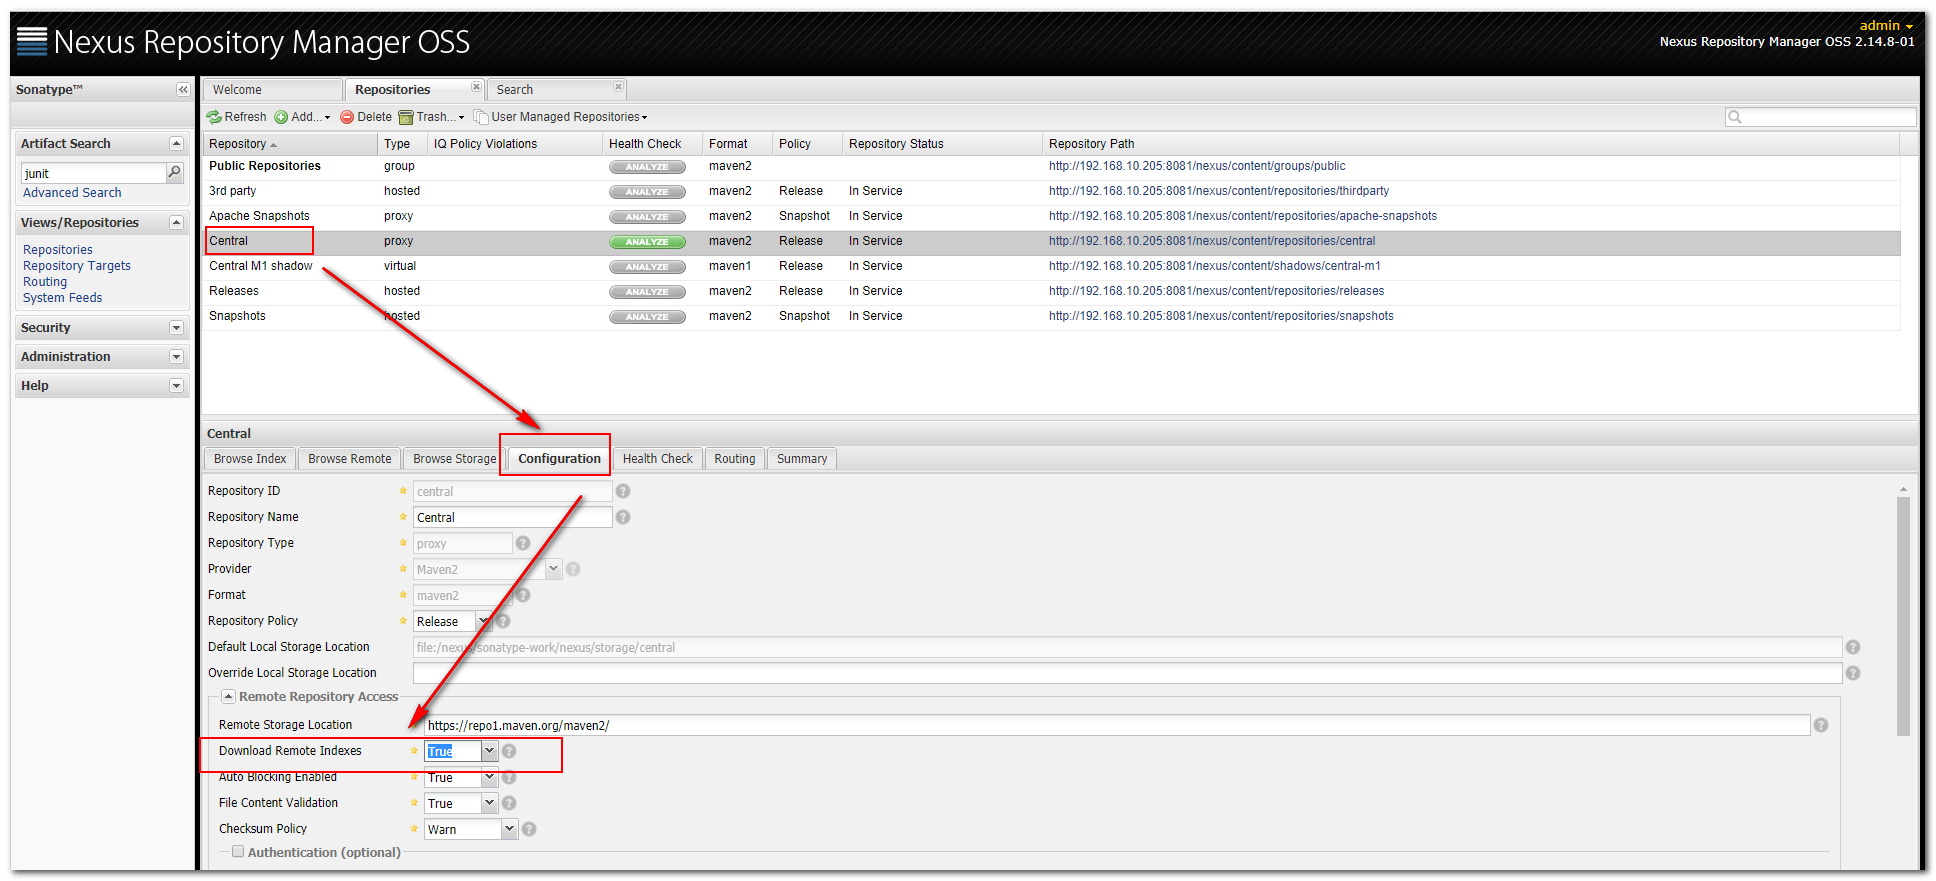 Nexus Repository Manager OSS
admin
Nexus Repository Manager OSS 2.14.8-01
Sonatype™
Welcome Repositories Search
Refresh Add... Delete Trash... User Managed Repositories
Artifact Search
junit
Advanced Search
Views/Repositories
Repositories
Repository Targets
Routing
System Feeds
Security
Administration
Help
Repository Type IQ Policy Violations Health Check Format Policy Repository Status Repository Path
Public Repositories group ANALYZE maven2 http://192.168.10.205:8081/nexus/content/groups/public
3rd party hosted ANALYZE maven2 Release In Service http://192.168.10.205:8081/nexus/content/repositories/thirdparty
Apache Snapshots proxy ANALYZE maven2 Snapshot In Service http://192.168.10.205:8081/nexus/content/repositories/apache-snapshots
Central proxy ANALYZE maven2 Release In Service http://192.168.10.205:8081/nexus/content/repositories/central
Central M1 shadow virtual ANALYZE maven1 Release In Service http://192.168.10.205:8081/nexus/content/shadows/central-m1
Releases hosted ANALYZE maven2 Release In Service http://192.168.10.205:8081/nexus/content/repositories/releases
Snapshots hosted ANALYZE maven2 Snapshot In Service http://192.168.10.205:8081/nexus/content/repositories/snapshots
Central
Browse Index Browse Remote Browse Storage Configuration Health Check Routing Summary
Repository ID central
Repository Name Central
Repository Type proxy
Provider Maven2
Format maven2
Repository Policy Release
Default Local Storage Location file:/nexus/sonatype-work/nexus/storage/central
Override Local Storage Location
Remote Repository Access
Remote Storage Location https://repo1.maven.org/maven2/
Download Remote Indexes True
Auto Blocking Enabled True
File Content Validation True
Checksum Policy Warn
Authentication (optional)